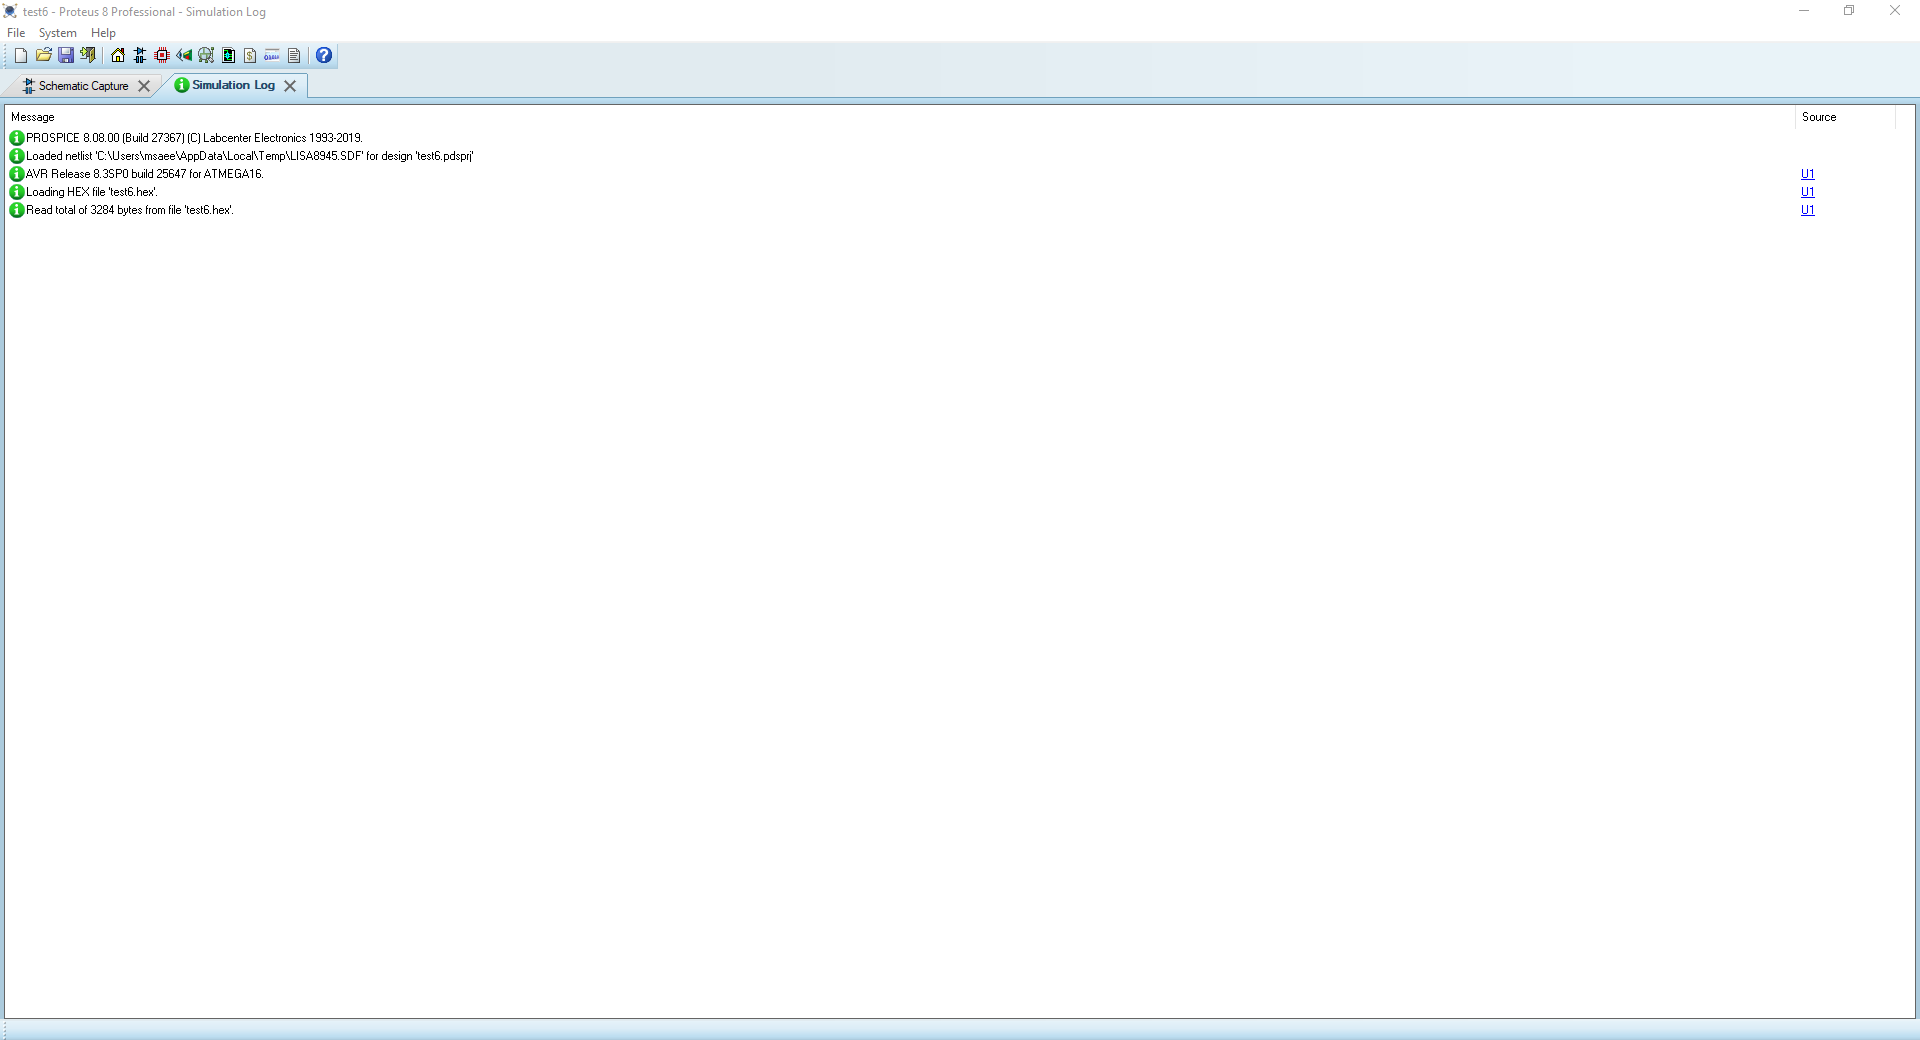 test6 - Proteus 8 Professional - Simulation Log
File System Help
Schematic Capture Simulation Log
Message Source
PROSPICE 8.08.00 (Build 27367) (C) Labcenter Electronics 1993-2019.
Loaded netlist 'C:\Users\msaee\AppData\Local\Temp\LISA8945.SDF' for design 'test6.pdsprj'
AVR Release 8.3SP0 build 25647 for ATMEGA16. U1
Loading HEX file 'test6.hex'. U1
Read total of 3284 bytes from file 'test6.hex'. U1